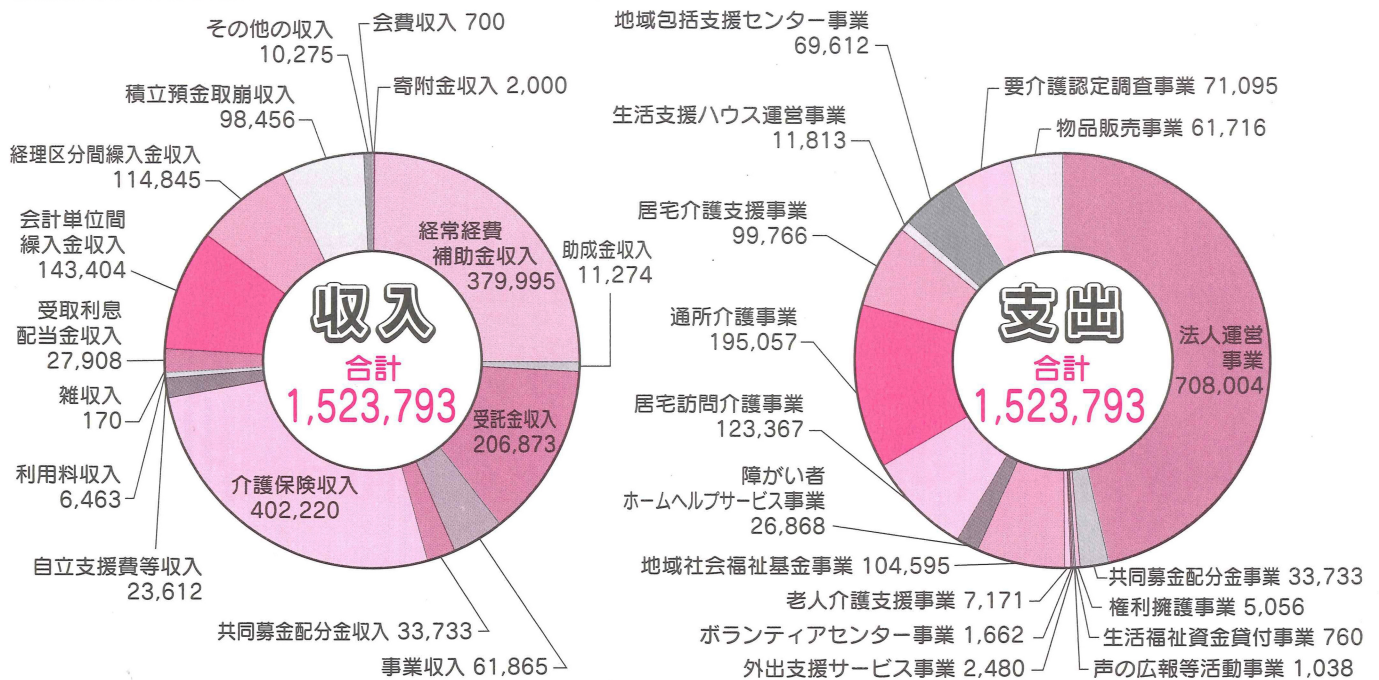 会費収入 700
寄附金収入 2,000
経常経費
補助金収入
379,995
助成金収入
11,274
受託金収入
206,873
事業収入 61,865
共同募金配分金収入 33,733
介護保険収入
402,220
自立支援費等収入
23,612
利用料収入
6,463
雑収入
170
受取利息
配当金収入
27,908
会計単位間
繰入金収入
143,404
経理区分間繰入金収入
114,845
積立預金取崩収入
98,456
その他の収入
10,275
収入
合計
1,523,793
法人運営
事業
708,004
共同募金配分金事業 33,733
権利擁護事業 5,056
生活福祉資金貸付事業 760
声の広報等活動事業 1,038
外出支援サービス事業 2,480
ボランティアセンター事業 1,662
老人介護支援事業 7,171
地域社会福祉基金事業 104,595
障がい者
ホームヘルプサービス事業
26,868
居宅訪問介護事業
123,367
通所介護事業
195,057
居宅介護支援事業
99,766
生活支援ハウス運営事業
11,813
地域包括支援センター事業
69,612
要介護認定調査事業 71,095
物品販売事業 61,716
支出
合計
1,523,793